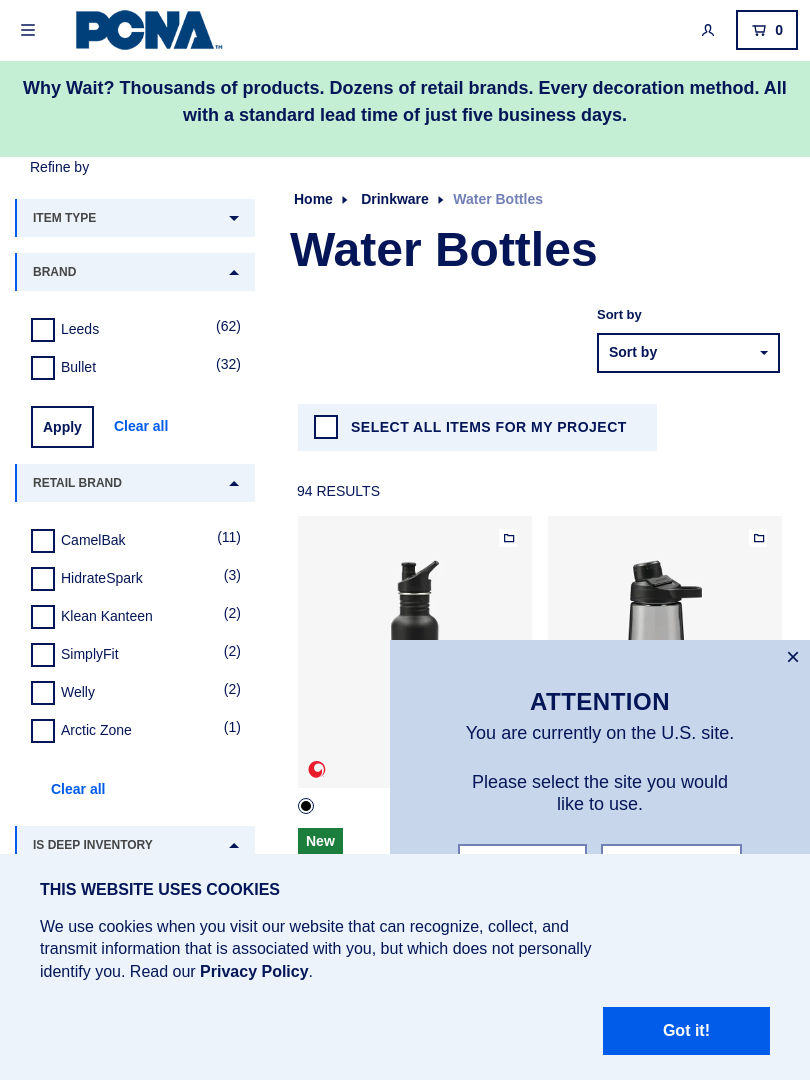 PCNA™
0
Why Wait? Thousands of products. Dozens of retail brands. Every decoration method. All
with a standard lead time of just five business days.
Refine by
Home
Drinkware
Water Bottles
ITEM TYPE
Water Bottles
BRAND
Leeds
(62)
Bullet
(32)
Sort by
Sort by
Apply
Clear all
SELECT ALL ITEMS FOR MY PROJECT
RETAIL BRAND
94 RESULTS
CamelBak
(11)
HidrateSpark
(3)
Klean Kanteen
(2)
SimplyFit
(2)
Welly
(2)
Arctic Zone
(1)
Clear all
IS DEEP INVENTORY
New
ATTENTION
You are currently on the U.S. site.
Please select the site you would
like to use.
THIS WEBSITE USES COOKIES
We use cookies when you visit our website that can recognize, collect, and
transmit information that is associated with you, but which does not personally
identify you. Read our Privacy Policy.
Got it!